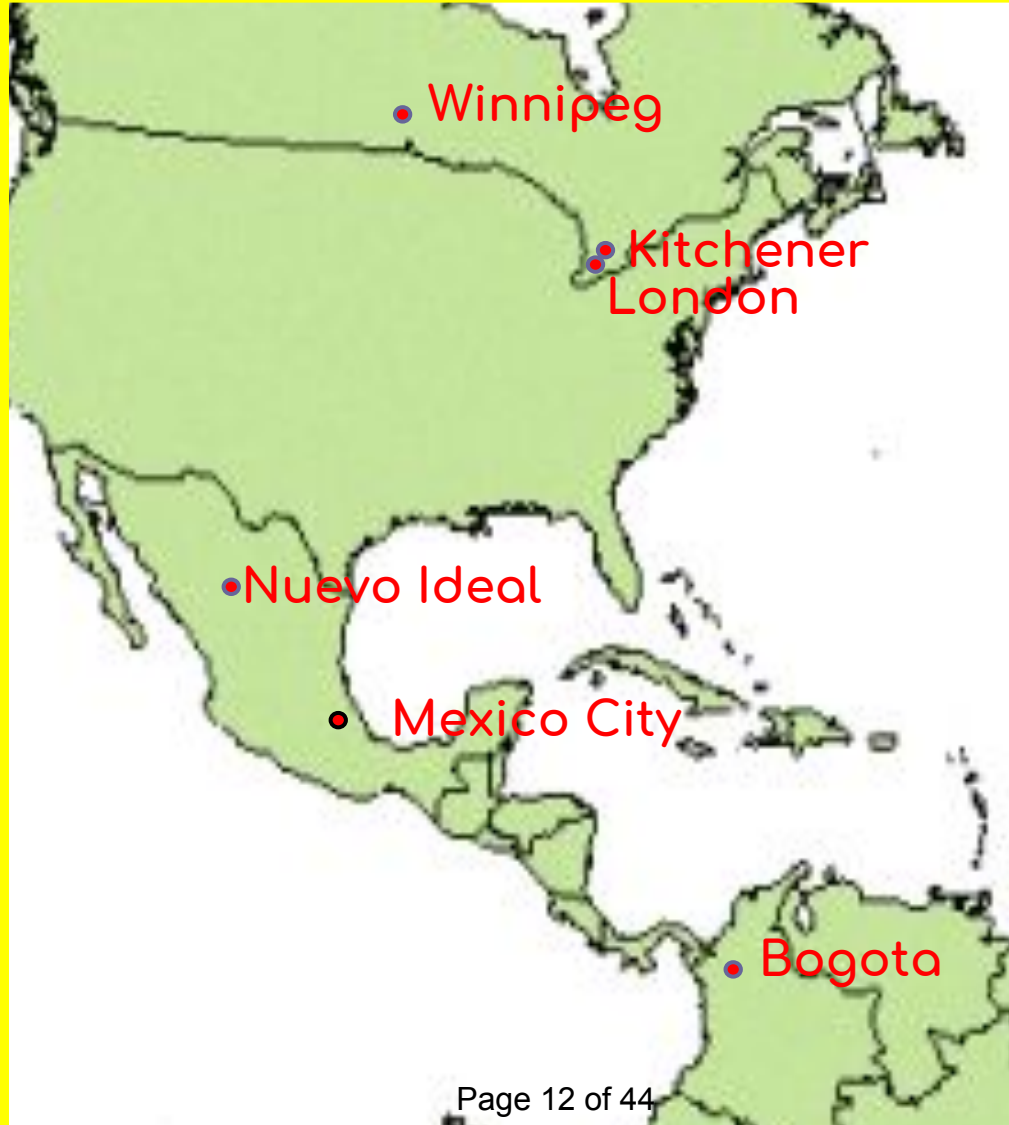 Winnipeg
Kitchener
London
Nuevo Ideal
Mexico City
Bogota
Page 12 of 44